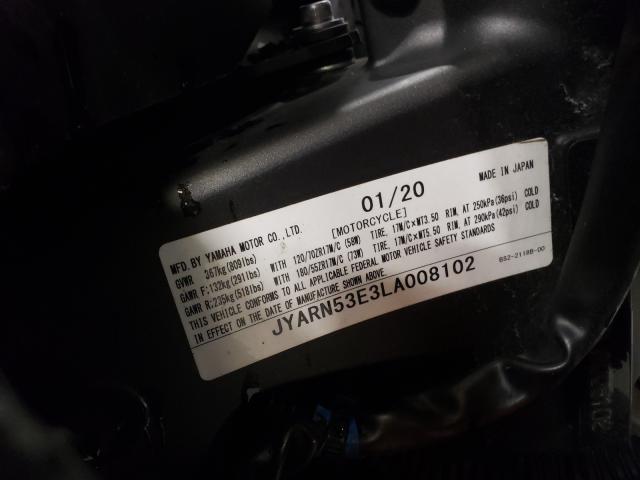 MFD. BY YAMAHA MOTOR CO., LTD. 01/20 MADE IN JAPAN
GVWR 367kg(809lbs) [MOTORCYCLE]
GAWR F:132kg(291lbs) WITH 120/70ZR17M/C (58W) TIRE, 17M/C×MT3.50 RIM, AT 250kPa(36psi) COLD
GAWR R:235kg(518lbs) WITH 180/55ZR17M/C (73W) TIRE, 17M/C×MT5.50 RIM, AT 290kPa(42psi) COLD
THIS VEHICLE CONFORMS TO ALL APPLICABLE FEDERAL MOTOR VEHICLE SAFETY STANDARDS
IN EFFECT ON THE DATE OF MANUFACTURE SHOWN ABOVE BS2-2118B-00
JYARN53E3LA008102